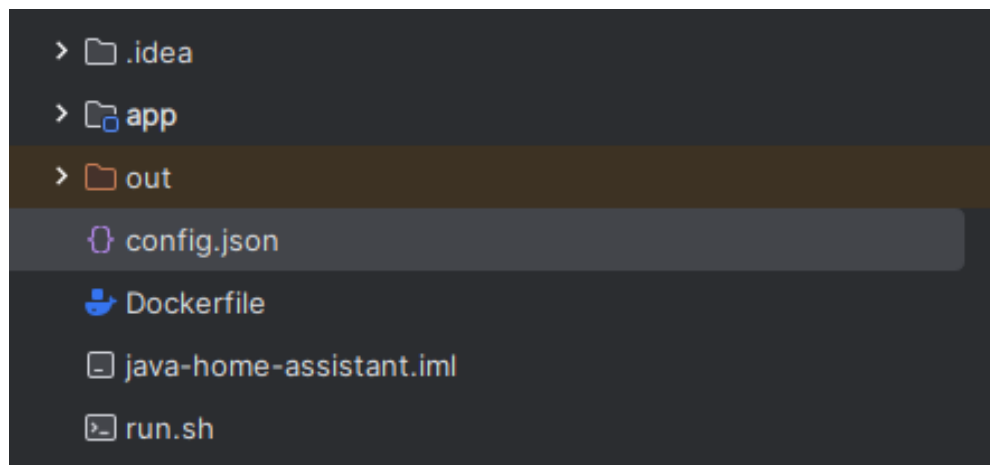 .idea
app
out
config.json
Dockerfile
java-home-assistant.iml
run.sh